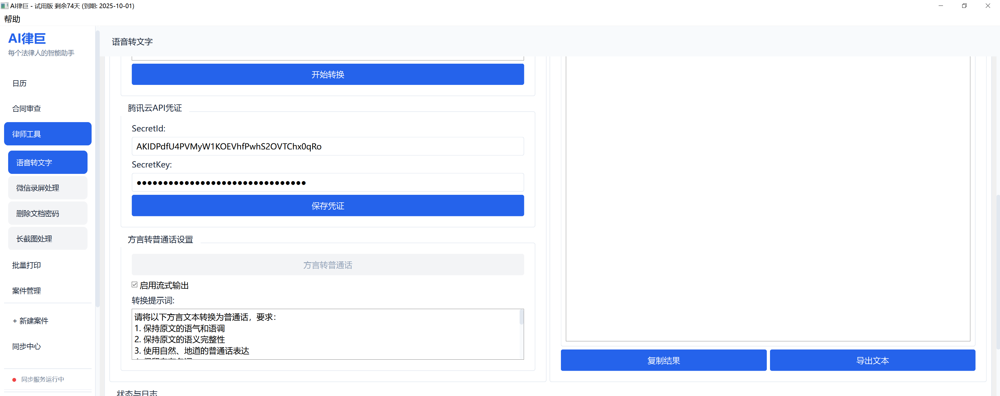 AI律巨 - 试用版 剩余74天 (到期: 2025-10-01)
帮助
AI律巨
每个法律人的智能助手
日历
合同审查
律师工具
语音转文字
微信录屏处理
删除文档密码
长截图处理
批量打印
案件管理
+ 新建案件
同步中心
同步服务运行中
语音转文字
开始转换
腾讯云API凭证
SecretId:
AKIDPdfU4PVMyW1KOEVhfPwhS2OVTChx0qRo
SecretKey:
保存凭证
方言转普通话设置
方言转普通话
启用流式输出
转换提示词:
请将以下方言文本转换为普通话，要求：
1. 保持原文的语气和语调
2. 保持原文的语义完整性
3. 使用自然、地道的普通话表达
复制结果
导出文本
状态与日志